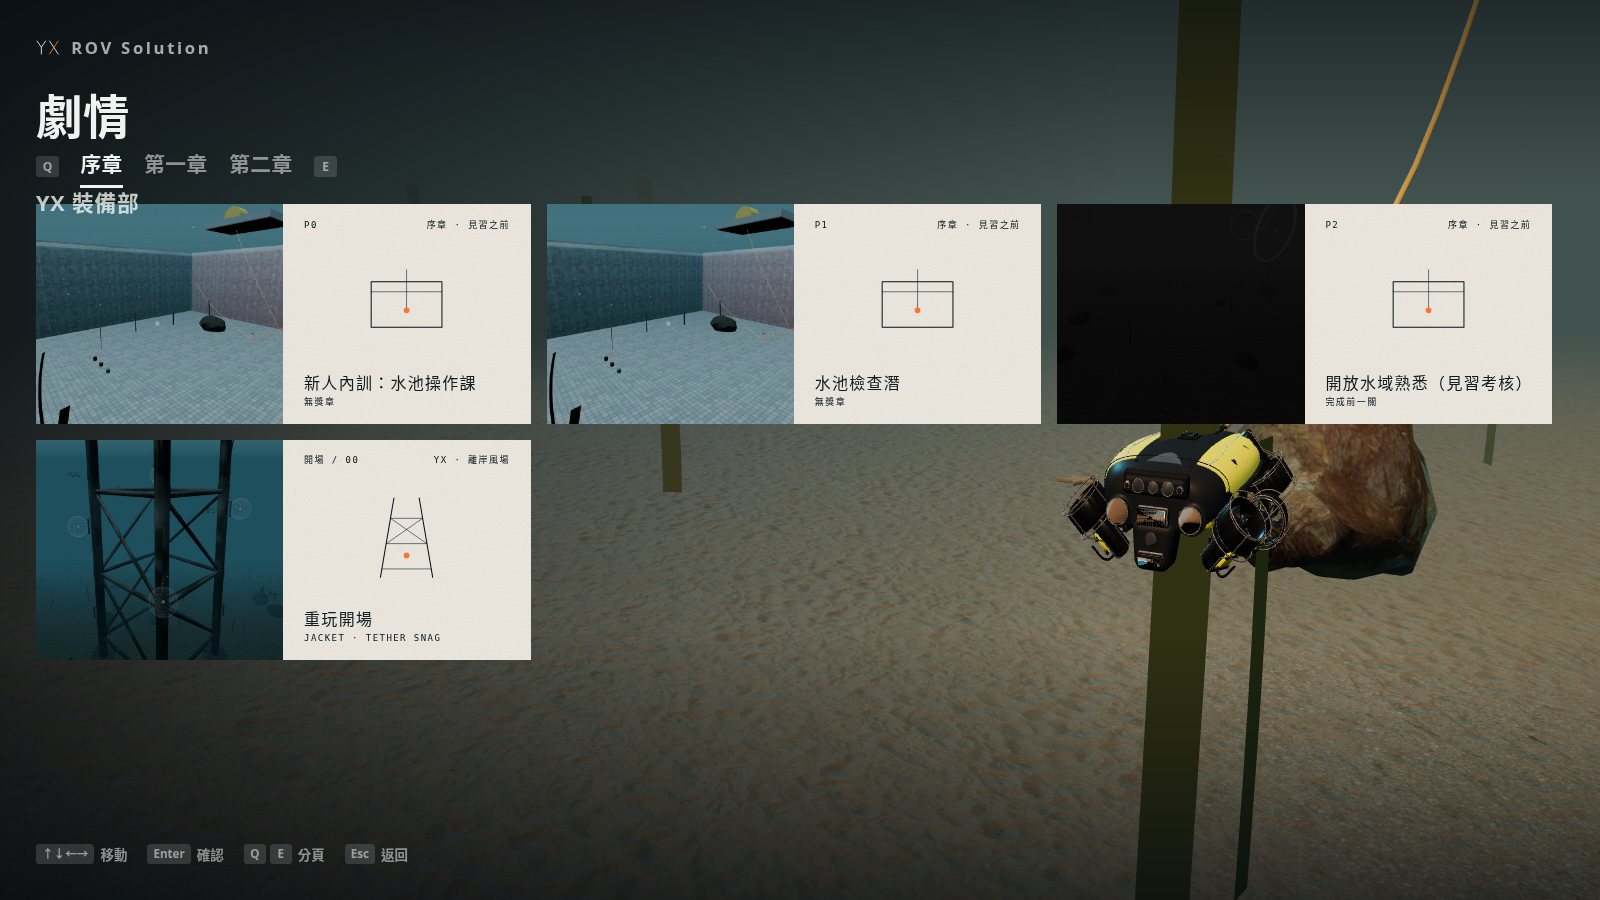 YX ROV Solution
劇情
Q 序章 第一章 第二章 E
YX 裝備部
P0 序章 · 見習之前
新人內訓：水池操作課
無獎章
P1 序章 · 見習之前
水池檢查潛
無獎章
P2 序章 · 見習之前
開放水域熟悉（見習考核）
完成前一關
開場 / 00 YX · 離岸風場
重玩開場
JACKET · TETHER SNAG
↑↓←→ 移動 Enter 確認 Q E 分頁 Esc 返回